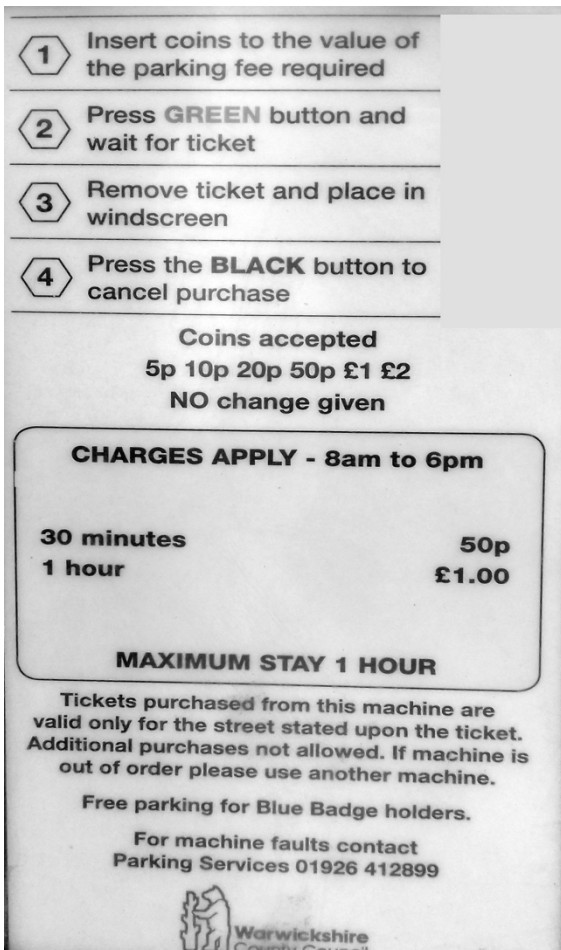 1 Insert coins to the value of
the parking fee required
2 Press GREEN button and
wait for ticket
3 Remove ticket and place in
windscreen
4 Press the BLACK button to
cancel purchase
Coins accepted
5p 10p 20p 50p £1 £2
NO change given
CHARGES APPLY - 8am to 6pm
30 minutes 50p
1 hour £1.00
MAXIMUM STAY 1 HOUR
Tickets purchased from this machine are
valid only for the street stated upon the ticket.
Additional purchases not allowed. If machine is
out of order please use another machine.
Free parking for Blue Badge holders.
For machine faults contact
Parking Services 01926 412899
Warwickshire
County Council